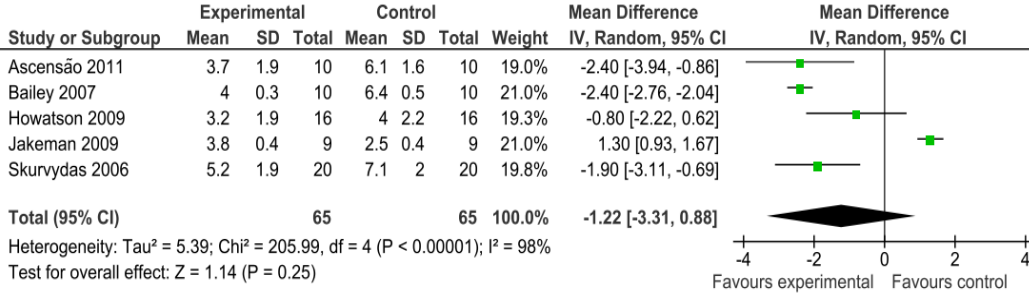 Experimental Control Mean Difference Mean Difference
Study or Subgroup Mean SD Total Mean SD Total Weight IV, Random, 95% CI IV, Random, 95% CI
Ascensão 2011 3.7 1.9 10 6.1 1.6 10 19.0% -2.40 [-3.94, -0.86]
Bailey 2007 4 0.3 10 6.4 0.5 10 21.0% -2.40 [-2.76, -2.04]
Howatson 2009 3.2 1.9 16 4 2.2 16 19.3% -0.80 [-2.22, 0.62]
Jakeman 2009 3.8 0.4 9 2.5 0.4 9 21.0% 1.30 [0.93, 1.67]
Skurvydas 2006 5.2 1.9 20 7.1 2 20 19.8% -1.90 [-3.11, -0.69]
Total (95% CI) 65 65 100.0% -1.22 [-3.31, 0.88]
Heterogeneity: Tau² = 5.39; Chi² = 205.99, df = 4 (P < 0.00001); I² = 98%
Test for overall effect: Z = 1.14 (P = 0.25)
-4 -2 0 2 4
Favours experimental Favours control